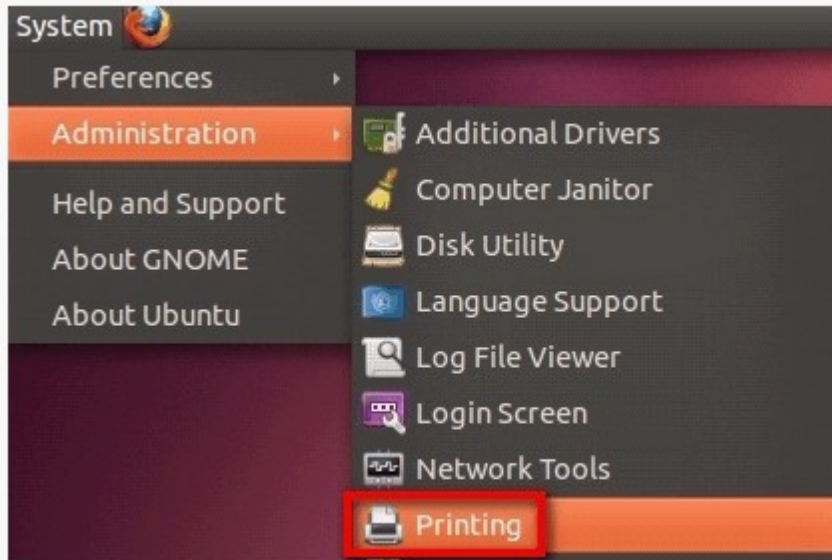 System
Preferences
Administration
Help and Support
About GNOME
About Ubuntu
Additional Drivers
Computer Janitor
Disk Utility
Language Support
Log File Viewer
Login Screen
Network Tools
Printing